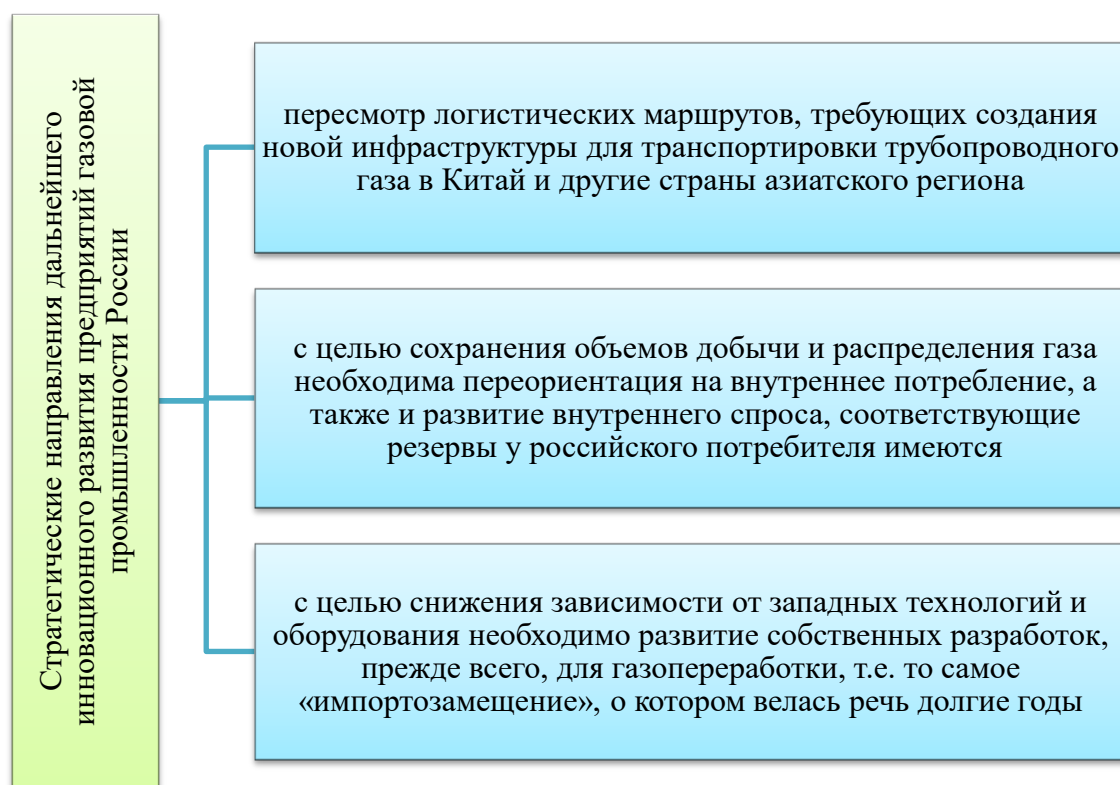 Стратегические направления дальнейшего
инновационного развития предприятий газовой
промышленности России
пересмотр логистических маршрутов, требующих создания
новой инфраструктуры для транспортировки трубопроводного
газа в Китай и другие страны азиатского региона
с целью сохранения объемов добычи и распределения газа
необходима переориентация на внутреннее потребление, а
также и развитие внутреннего спроса, соответствующие
резервы у российского потребителя имеются
с целью снижения зависимости от западных технологий и
оборудования необходимо развитие собственных разработок,
прежде всего, для газопереработки, т.е. то самое
«импортозамещение», о котором велась речь долгие годы